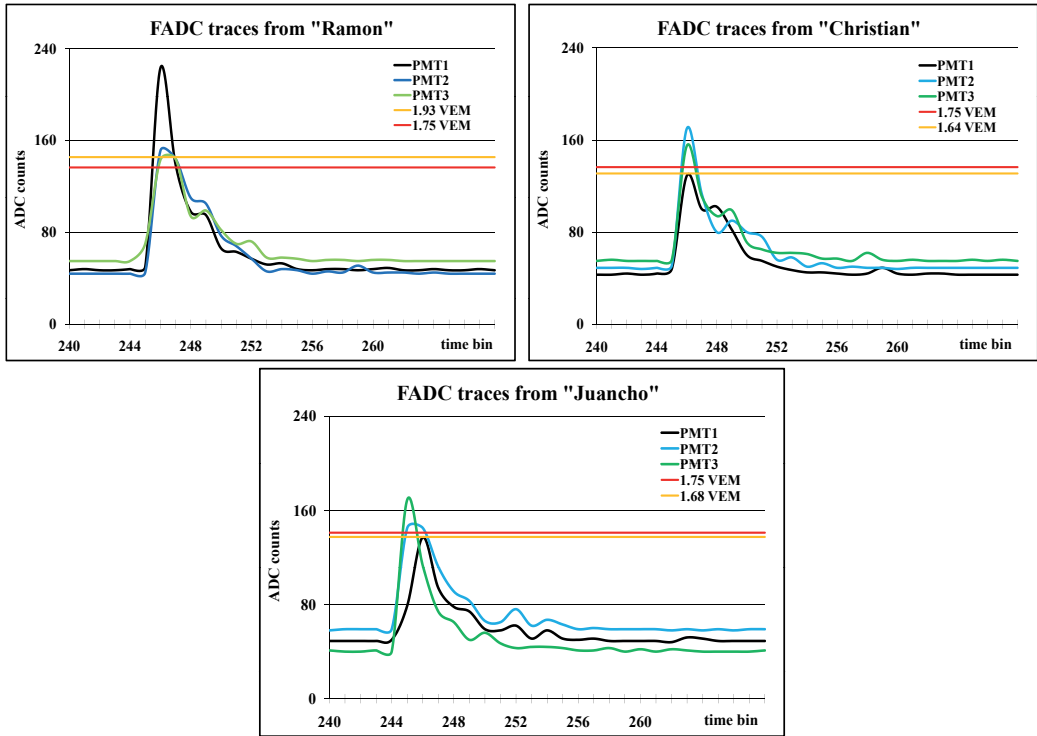 FADC traces from "Ramon"
240
160
80
0
ADC counts
PMT1
PMT2
PMT3
1.93 VEM
1.75 VEM
240 244 248 252 256 260 time bin
FADC traces from "Christian"
240
160
80
0
ADC counts
PMT1
PMT2
PMT3
1.75 VEM
1.64 VEM
240 244 248 252 256 260 time bin
FADC traces from "Juancho"
240
160
80
0
ADC counts
PMT1
PMT2
PMT3
1.75 VEM
1.68 VEM
240 244 248 252 256 260 time bin